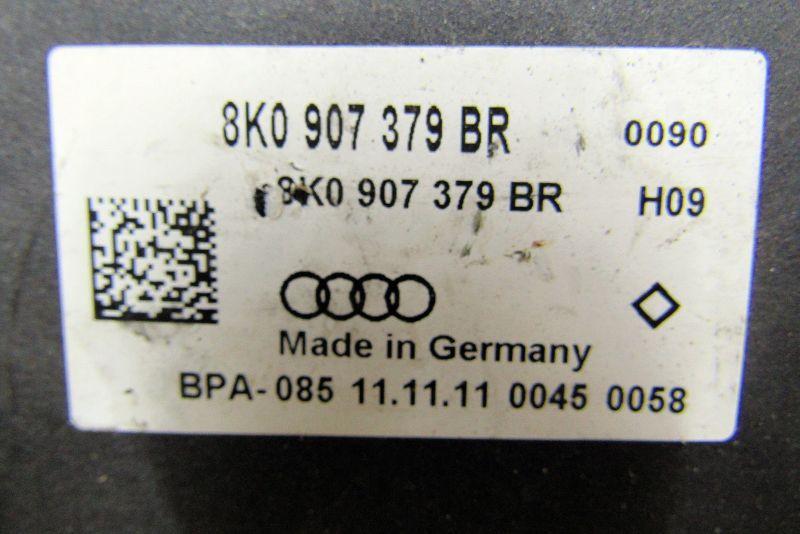 8K0 907 379 BR 0090
8K0 907 379 BR H09
Made in Germany
BPA-085 11.11.11 0045 0058